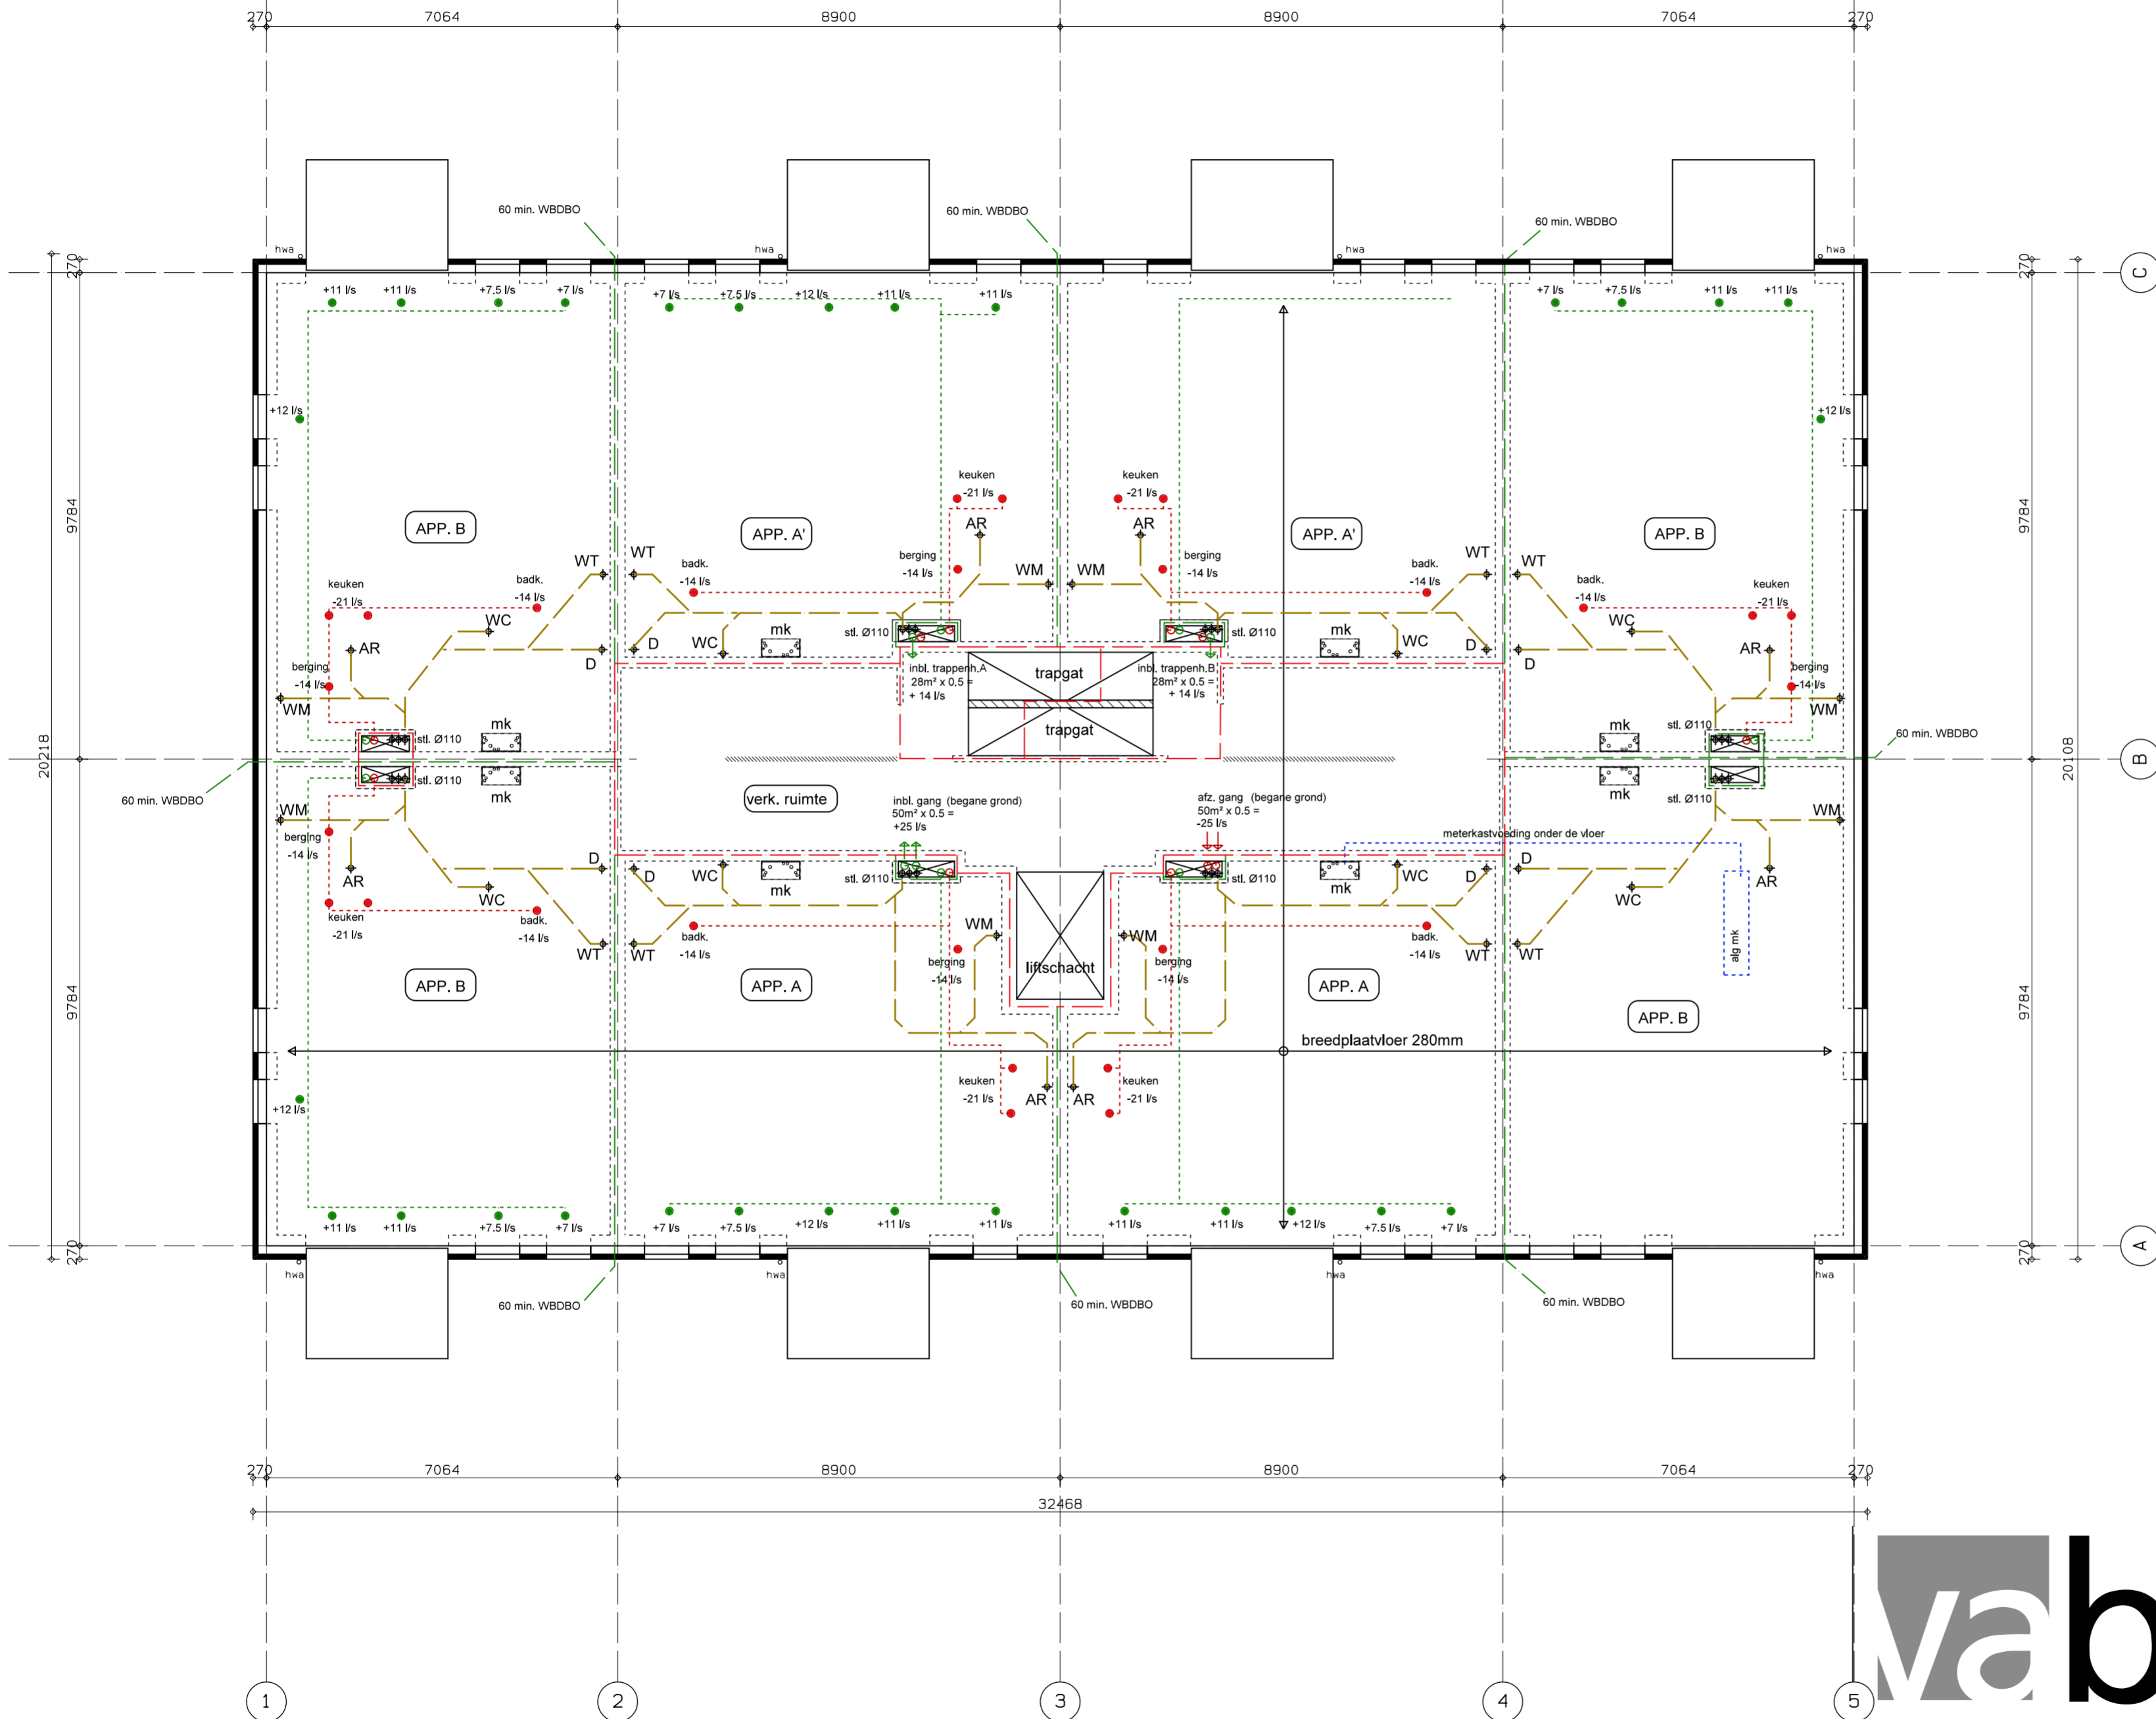 270 7064 8900 8900 270
60 min. WBDBO
60 min. WBDBO
60 min. WBDBO
hwa hwa hwa hwa
270 270
C
+11 l/s +11 l/s +7.5 l/s +7 l/s +7 l/s +7.5 l/s +12 l/s +11 l/s +11 l/s +7 l/s +7.5 l/s +11 l/s +11 l/s
+12 l/s +12 l/s
keuken keuken
-21 l/s -21 l/s
9784 9784
APP. B APP. A' APP. A' APP. B
AR AR
WT WT WT WT
berging berging
-14 l/s -14 l/s
WM WM
badk. badk. badk. badk.
-14 l/s -14 l/s -14 l/s -14 l/s
keuken keuken
-21 l/s -21 l/s
WC WC WC WC
mk mk
stl. Ø110 stl. Ø110
D D D D
AR AR
berging berging
-14 l/s -14 l/s
WM WM
inbl. trappenh.A
28m² x 0.5 =
+ 14 l/s
trapgat
inbl. trappenh.B
28m² x 0.5 =
+ 14 l/s
trapgat
mk mk
stl. Ø110 stl. Ø110
60 min. WBDBO
20218 20108
B
stl. Ø110 stl. Ø110
mk mk
60 min. WBDBO
verk. ruimte
inbl. gang (begane grond)
50m² x 0.5 =
+25 l/s
afz. gang (begane grond)
50m² x 0.5 =
-25 l/s
meterkastvoeding onder de vloer
WM WM
berging
-14 l/s
AR AR
D D D D
WC WC WC WC
mk mk
stl. Ø110 stl. Ø110
keuken
-21 l/s
badk. badk. badk.
-14 l/s -14 l/s -14 l/s
WT WT WT WT
WM WM
berging berging
-14 l/s -14 l/s
liftschacht
alg mk
APP. B APP. A APP. A APP. B
9784 9784
breedplaatvloer 280mm
keuken keuken
-21 l/s -21 l/s
AR AR
+12 l/s
+11 l/s +11 l/s +7.5 l/s +7 l/s +7 l/s +7.5 l/s +12 l/s +11 l/s +11 l/s +11 l/s +11 l/s +12 l/s +7.5 l/s +7 l/s
270 270
A
hwa hwa hwa hwa
60 min. WBDBO
60 min. WBDBO
60 min. WBDBO
270 7064 8900 8900 7064 270
32468
7064
vab
1 2 3 4 5